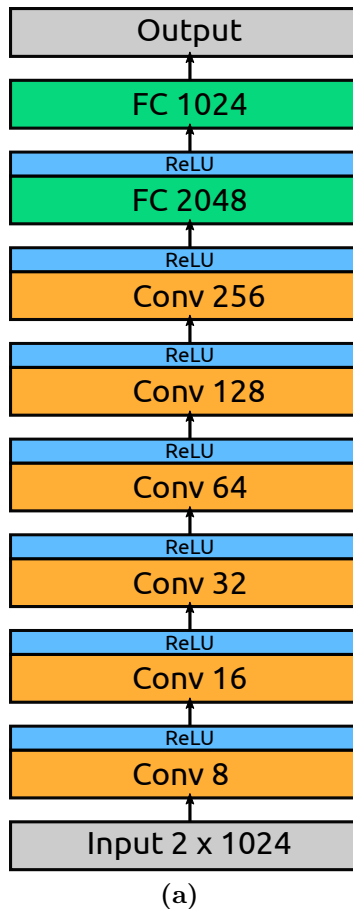 Output
FC 1024
ReLU
FC 2048
ReLU
Conv 256
ReLU
Conv 128
ReLU
Conv 64
ReLU
Conv 32
ReLU
Conv 16
ReLU
Conv 8
Input 2 x 1024
(a)